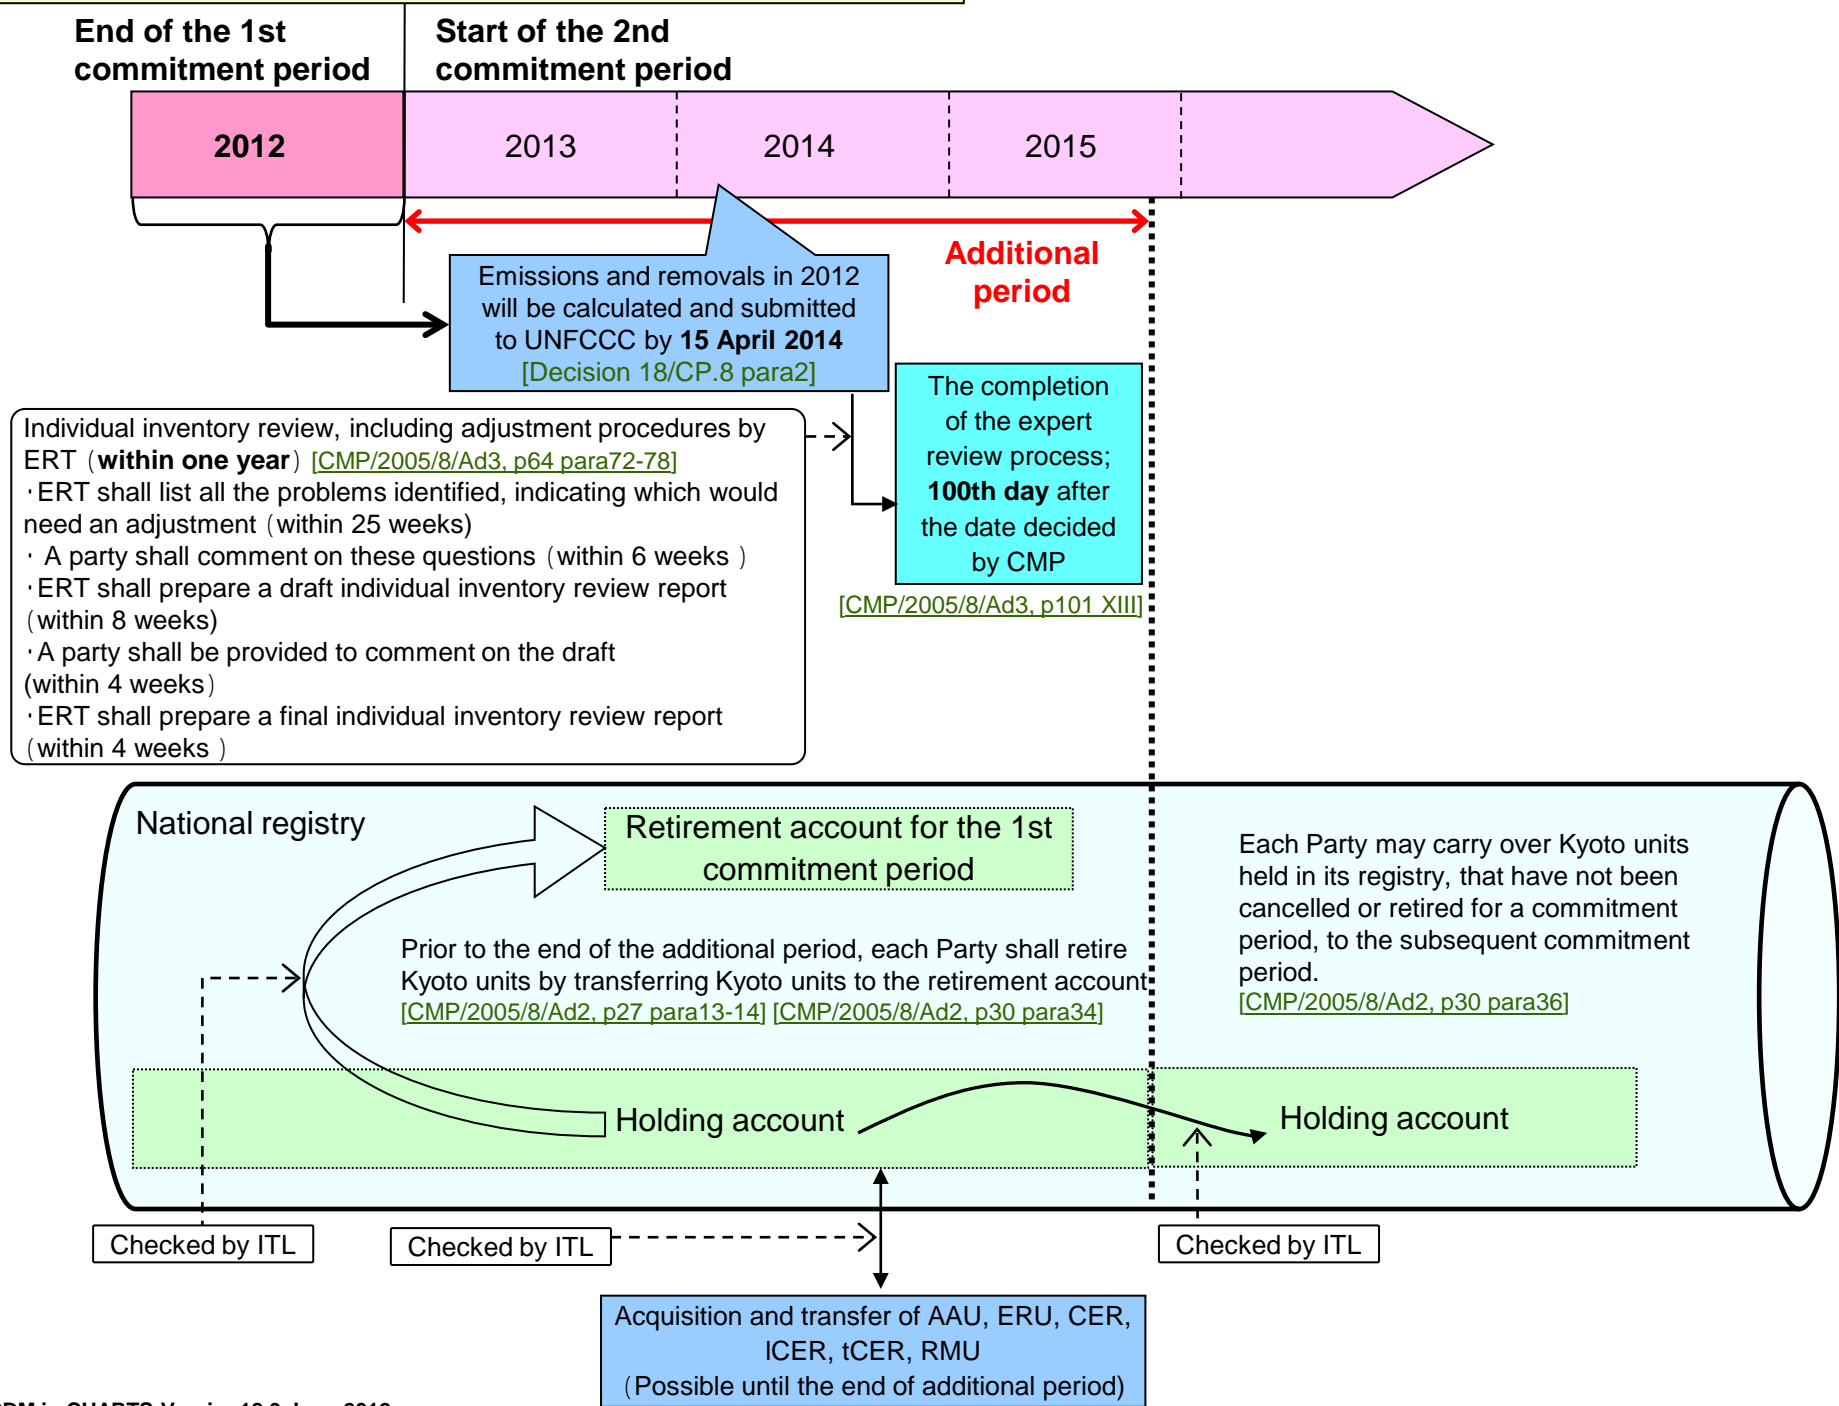 End of the 1st
commitment period
Start of the 2nd
commitment period
2012
2013
2014
2015
Additional
period
Emissions and removals in 2012
will be calculated and submitted
to UNFCCC by 15 April 2014
[Decision 18/CP.8 para2]
The completion
of the expert
review process;
100th day after
the date decided
by CMP
[CMP/2005/8/Ad3, p101 XIII]
Individual inventory review, including adjustment procedures by
ERT (within one year) [CMP/2005/8/Ad3, p64 para72-78]
·ERT shall list all the problems identified, indicating which would
need an adjustment (within 25 weeks)
· A party shall comment on these questions (within 6 weeks )
·ERT shall prepare a draft individual inventory review report
(within 8 weeks)
·A party shall be provided to comment on the draft
(within 4 weeks)
·ERT shall prepare a final individual inventory review report
(within 4 weeks )
National registry
Retirement account for the 1st
commitment period
Prior to the end of the additional period, each Party shall retire
Kyoto units by transferring Kyoto units to the retirement account
[CMP/2005/8/Ad2, p27 para13-14] [CMP/2005/8/Ad2, p30 para34]
Each Party may carry over Kyoto units
held in its registry, that have not been
cancelled or retired for a commitment
period, to the subsequent commitment
period.
[CMP/2005/8/Ad2, p30 para36]
Holding account
Holding account
Checked by ITL
Checked by ITL
Checked by ITL
Acquisition and transfer of AAU, ERU, CER,
lCER, tCER, RMU
(Possible until the end of additional period)